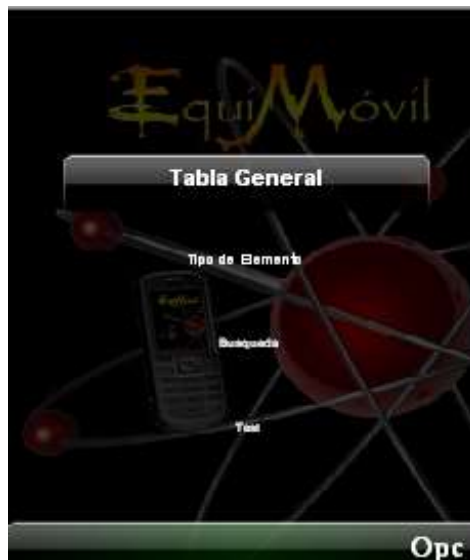 EquiMóvil
Tabla General
Tipo de Elemento
Busqueda
Test
Opc